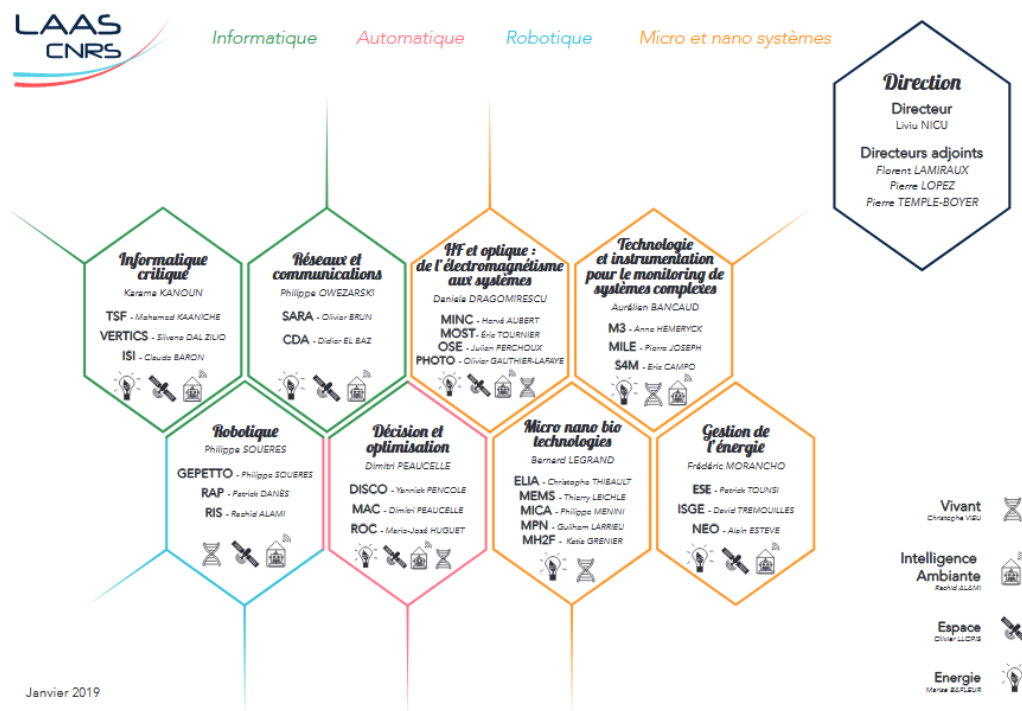 LAAS
CNRS
Informatique
Automatique
Robotique
Micro et nano systèmes
Direction
Directeur
Liviu NICU
Directeurs adjoints
Florent LAMIRAUX
Pierre LOPEZ
Pierre TEMPLE-BOYER
Informatique
critique
Karama KANOUN
TSF - Mohamed KAANICHE
VERTICS - Silvano DAL ZILIO
ISI - Claude BARON
Réseaux et
communications
Philippe OWEZARSKI
SARA - Olivier BRUN
CDA - Didier EL BAZ
HF et optique :
de l'électromagnétisme
aux systèmes
Daniela DRAGOMIRESCU
MINC - Hervé AUBERT
MOST- Éric TOURNIER
OSE - Julien PERCHOUX
PHOTO - Olivier GAUTHIER-LAFAYE
Technologie
et instrumentation
pour le monitoring de
systèmes complexes
Aurélien BANCAUD
M3 - Anne HEMERYCK
MILE - Pierre JOSEPH
S4M - Eric CAMPO
Robotique
Philippe SOUERES
GEPETTO - Philippe SOUERES
RAP - Patrick DANÈS
RIS - Rachid ALAMI
Décision et
optimisation
Dimitri PEAUCELLE
DISCO - Yannick PENCOLE
MAC - Dimitri PEAUCELLE
ROC - Marie-José HUGUET
Micro nano bio
technologies
Bernard LEGRAND
ELIA - Christophe THIBAULT
MEMS - Thierry LEICHLE
MICA - Philippe MENINI
MPN - Guilhem LARRIEU
MH2F - Katia GRENIER
Gestion de
l'énergie
Frédéric MORANCHO
ESE - Patrick TOUNSI
ISGE - David TREMOUILLES
NEO - Alain ESTEVE
Vivant
Christophe VIEU
Intelligence
Ambiante
Rachid ALAMI
Espace
Olivier LLOPIS
Energie
Marise BAFLEUR
Janvier 2019